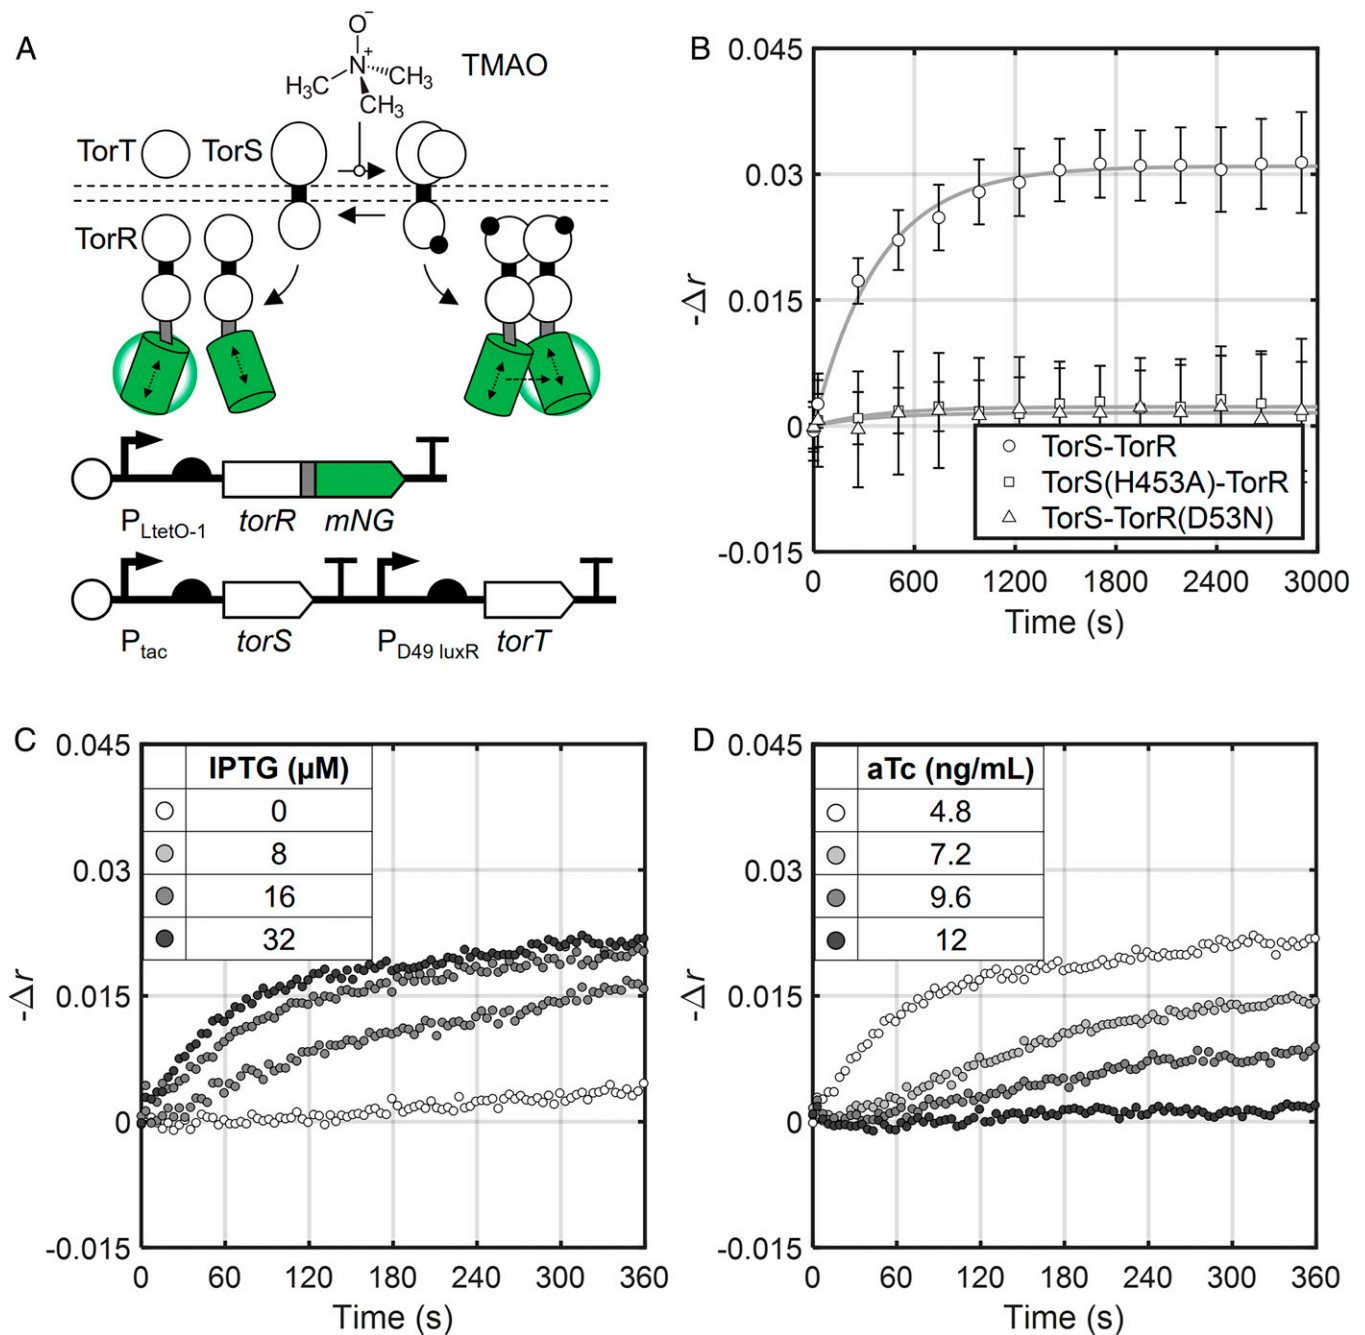 A
O−
N+
H3C
CH3
CH3
TMAO
TorT
TorS
TorR
PLtetO-1
torR
mNG
Ptac
torS
PD49 luxR
torT
B
0.045
0.03
0.015
0
-0.015
-Δr
TorS-TorR
TorS(H453A)-TorR
TorS-TorR(D53N)
0 600 1200 1800 2400 3000
Time (s)
C
0.045
0.03
0.015
0
-0.015
-Δr
IPTG (µM)
0
8
16
32
0 60 120 180 240 300 360
Time (s)
D
0.045
0.03
0.015
0
-0.015
-Δr
aTc (ng/mL)
4.8
7.2
9.6
12
0 60 120 180 240 300 360
Time (s)